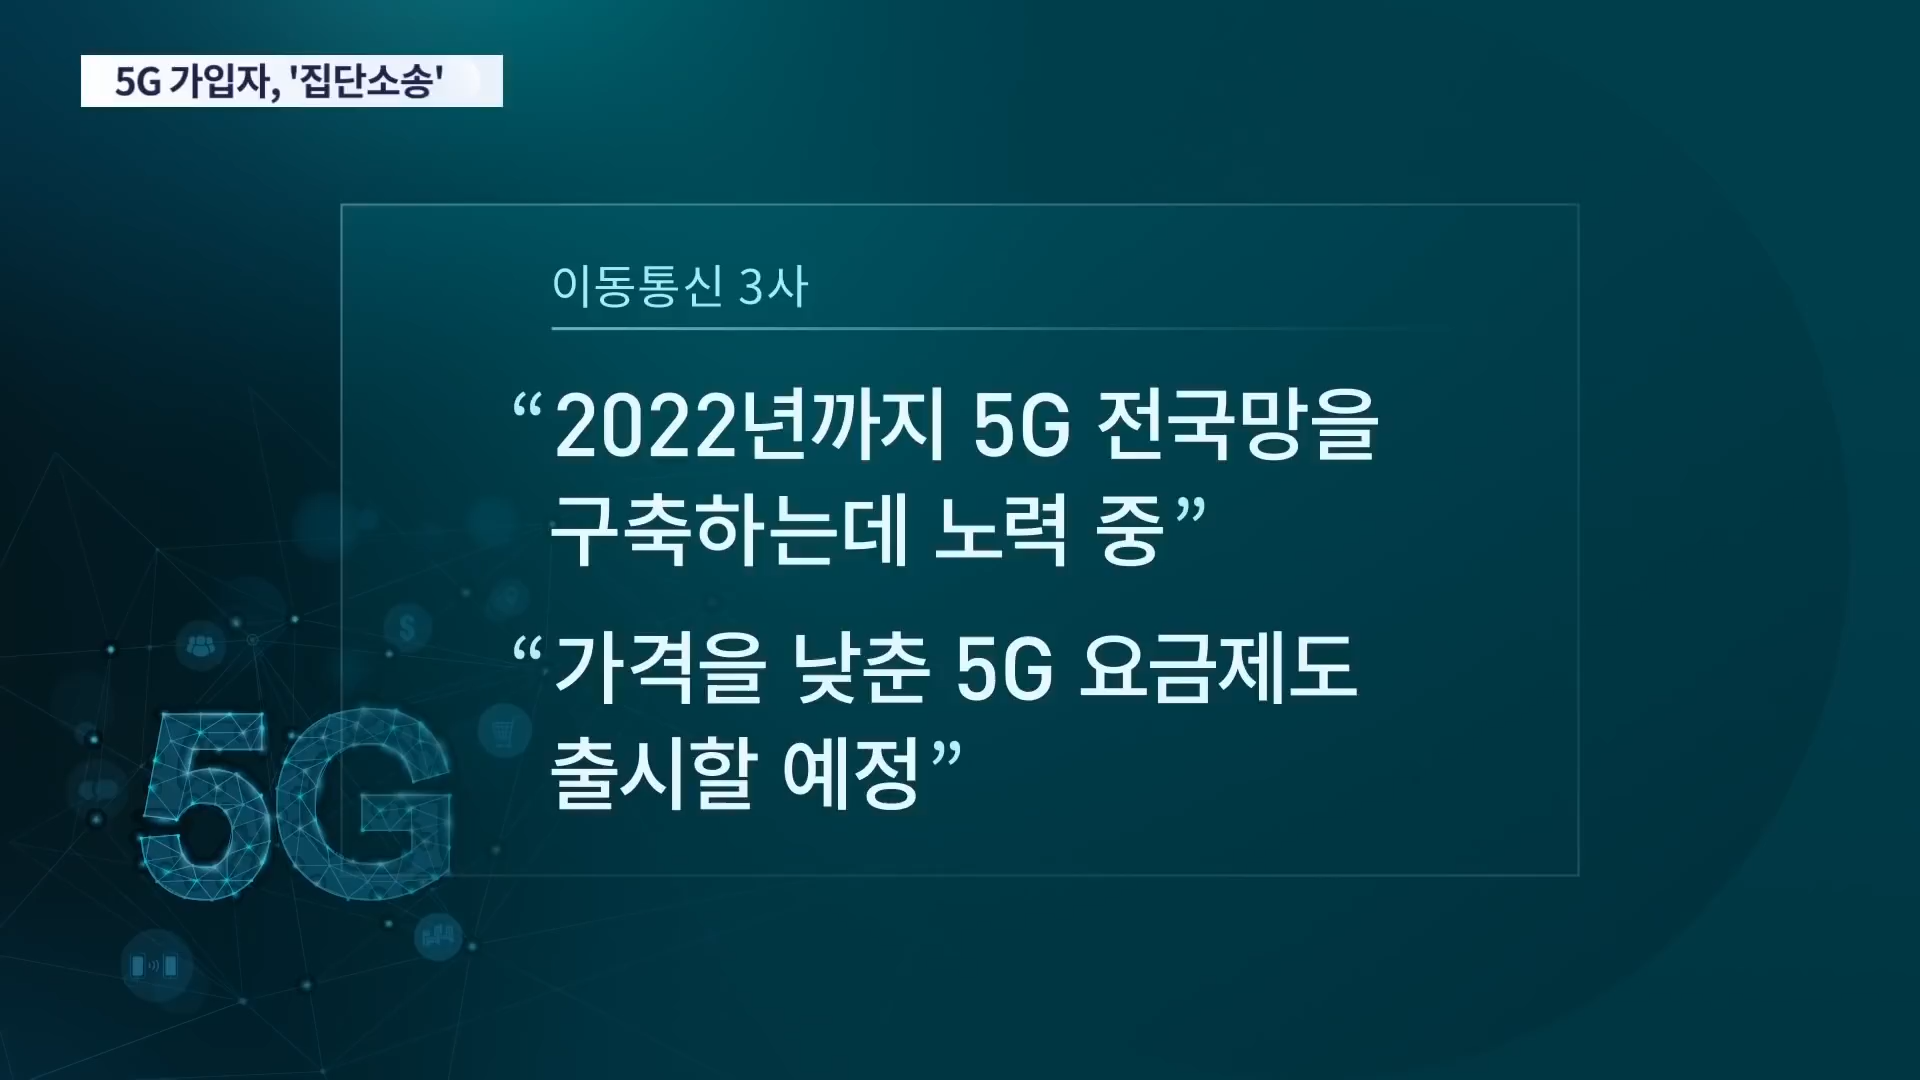 5G 가입자, '집단소송'
이동통신 3사
“2022년까지 5G 전국망을
구축하는데 노력 중”
“가격을 낮춘 5G 요금제도
출시할 예정”
5G